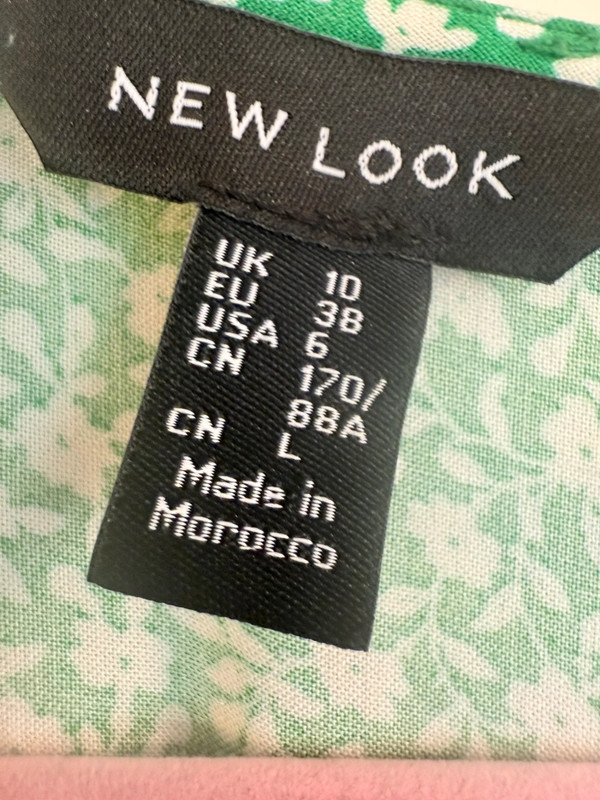 NEW LOOK
UK 10
EU 38
USA 6
CN 170/
88A
CN L
Made in
Morocco